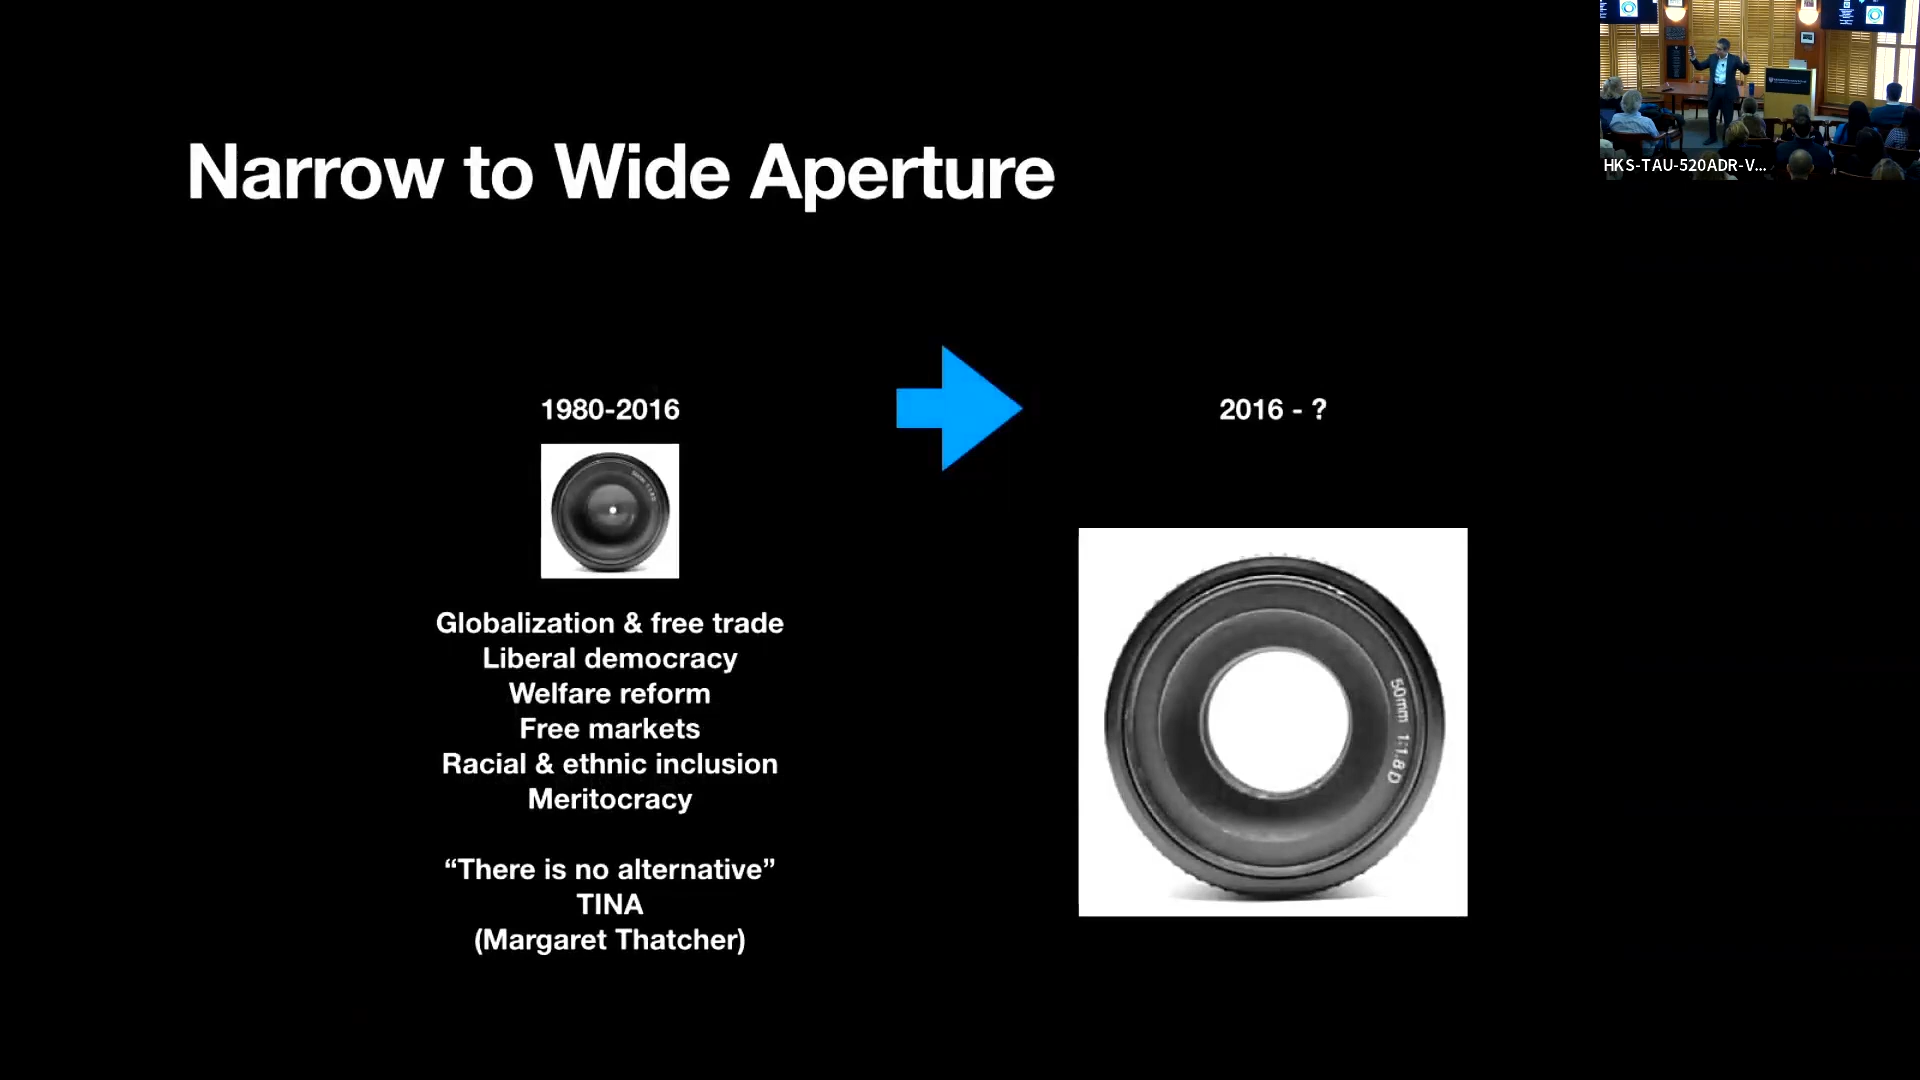 Narrow to Wide Aperture
1980-2016
Globalization & free trade
Liberal democracy
Welfare reform
Free markets
Racial & ethnic inclusion
Meritocracy
“There is no alternative”
TINA
(Margaret Thatcher)
2016 - ?
50mm 1:1.8 D
HKS-TAU-520ADR-V...